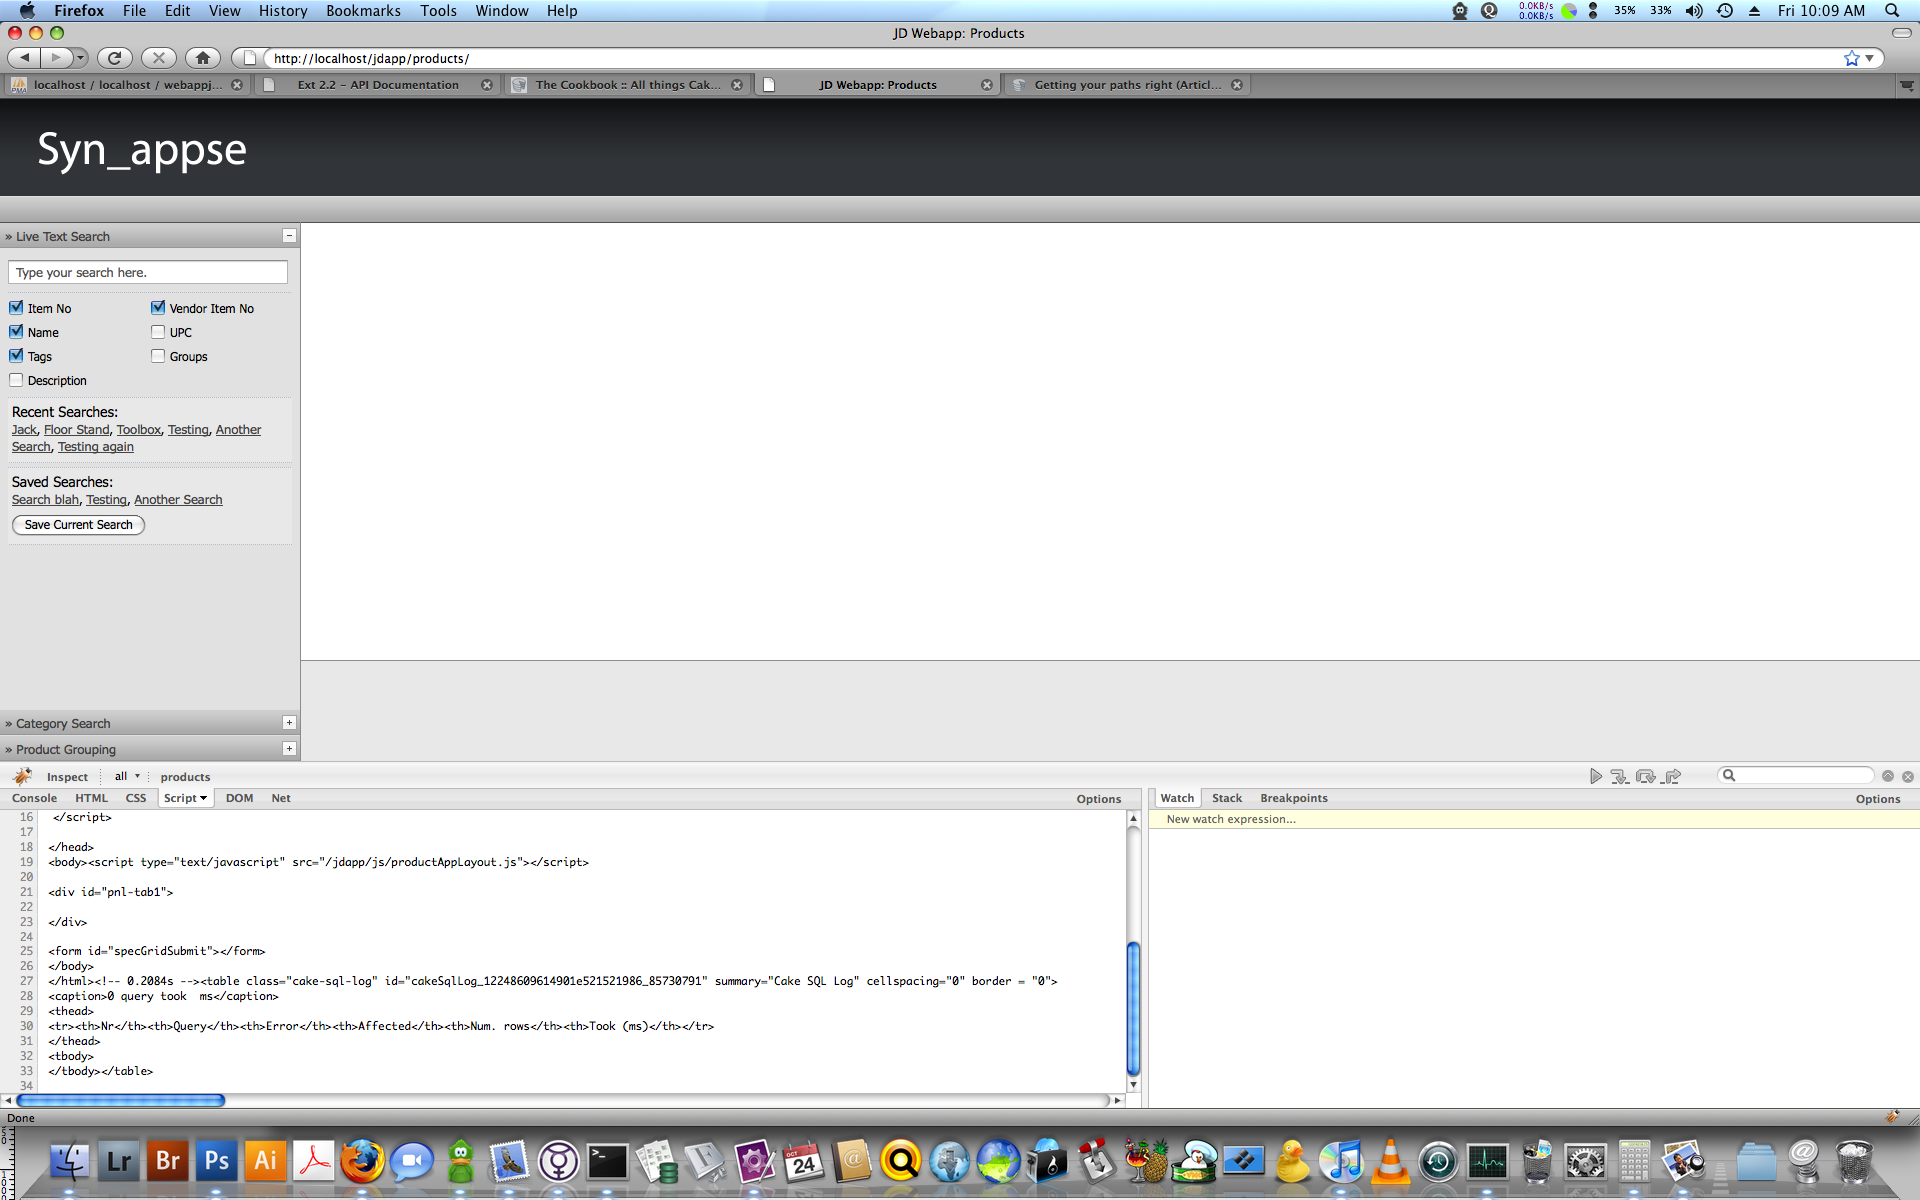 Firefox File Edit View History Bookmarks Tools Window Help
0.0KB/s
0.0KB/s
35% 33% Fri 10:09 AM
JD Webapp: Products
http://localhost/jdapp/products/
localhost / localhost / webappj... Ext 2.2 – API Documentation The Cookbook :: All things Cak... JD Webapp: Products Getting your paths right (Articl...
Syn_appse
» Live Text Search
Type your search here.
Item No Vendor Item No
Name UPC
Tags Groups
Description
Recent Searches:
Jack, Floor Stand, Toolbox, Testing, Another
Search, Testing again
Saved Searches:
Search blah, Testing, Another Search
Save Current Search
» Category Search
» Product Grouping
Inspect all products
Console HTML CSS Script DOM Net Options
Watch Stack Breakpoints Options
New watch expression...
16 </script>
17
18 </head>
19 <body><script type="text/javascript" src="/jdapp/js/productAppLayout.js"></script>
20
21 <div id="pnl-tab1">
22
23 </div>
24
25 <form id="specGridSubmit"></form>
26 </body>
27 </html><!-- 0.2084s --><table class="cake-sql-log" id="cakeSqlLog_12248609614901e521521986_85730791" summary="Cake SQL Log" cellspacing="0" border = "0">
28 <caption>0 query took  ms</caption>
29 <thead>
30 <tr><th>Nr</th><th>Query</th><th>Error</th><th>Affected</th><th>Num. rows</th><th>Took (ms)</th></tr>
31 </thead>
32 <tbody>
33 </tbody></table>
34
Done
Lr Br Ps Ai OCT 24